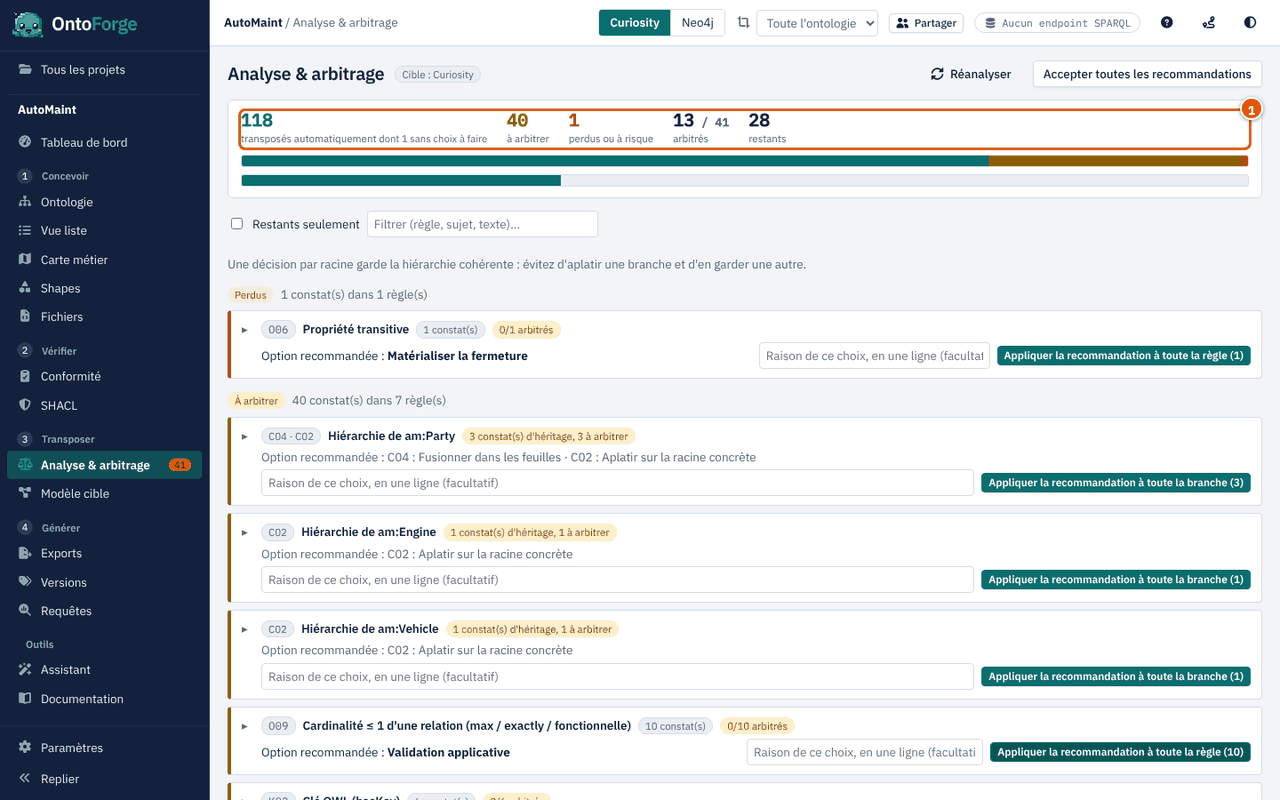 OntoForge
AutoMaint / Analyse & arbitrage
Curiosity
Neo4j
Toute l'ontologie
Partager
Aucun endpoint SPARQL
Tous les projets
AutoMaint
Tableau de bord
1 Concevoir
Ontologie
Vue liste
Carte métier
Shapes
Fichiers
2 Vérifier
Conformité
SHACL
3 Transposer
Analyse & arbitrage 41
Modèle cible
4 Générer
Exports
Versions
Requêtes
Outils
Assistant
Documentation
Paramètres
Replier
Analyse & arbitrage Cible : Curiosity
Réanalyser
Accepter toutes les recommandations
1
118 40 1 13 / 41 28
transposés automatiquement dont 1 sans choix à faire à arbitrer perdus ou à risque arbitrés restants
Restants seulement Filtrer (règle, sujet, texte)...
Une décision par racine garde la hiérarchie cohérente : évitez d'aplatir une branche et d'en garder une autre.
Perdus 1 constat(s) dans 1 règle(s)
O06 Propriété transitive 1 constat(s) 0/1 arbitrés
Option recommandée : Matérialiser la fermeture Raison de ce choix, en une ligne (facultat Appliquer la recommandation à toute la règle (1)
À arbitrer 40 constat(s) dans 7 règle(s)
C04 · C02 Hiérarchie de am:Party 3 constat(s) d'héritage, 3 à arbitrer
Option recommandée : C04 : Fusionner dans les feuilles · C02 : Aplatir sur la racine concrète
Raison de ce choix, en une ligne (facultatif) Appliquer la recommandation à toute la branche (3)
C02 Hiérarchie de am:Engine 1 constat(s) d'héritage, 1 à arbitrer
Option recommandée : C02 : Aplatir sur la racine concrète
Raison de ce choix, en une ligne (facultatif) Appliquer la recommandation à toute la branche (1)
C02 Hiérarchie de am:Vehicle 1 constat(s) d'héritage, 1 à arbitrer
Option recommandée : C02 : Aplatir sur la racine concrète
Raison de ce choix, en une ligne (facultatif) Appliquer la recommandation à toute la branche (1)
O09 Cardinalité ≤ 1 d'une relation (max / exactly / fonctionnelle) 10 constat(s) 0/10 arbitrés
Option recommandée : Validation applicative Raison de ce choix, en une ligne (facultati Appliquer la recommandation à toute la règle (10)
Clé OWL (hasKey)